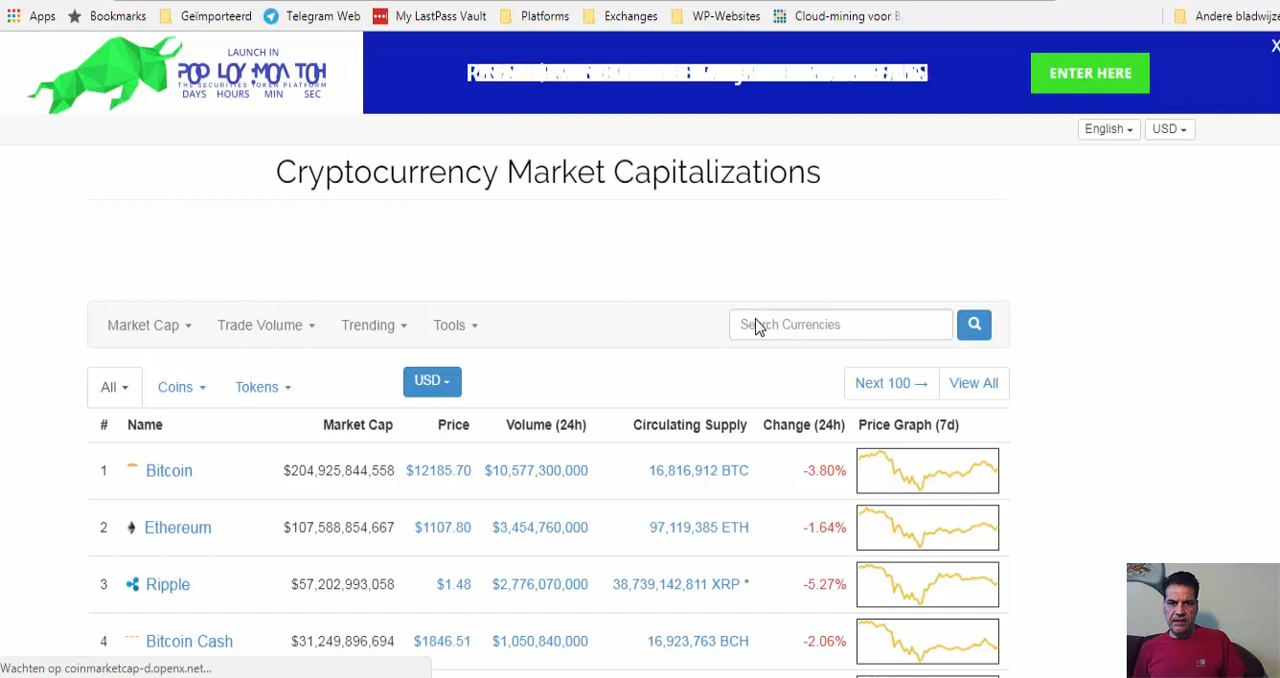 Apps Bookmarks Geïmporteerd Telegram Web My LastPass Vault Platforms Exchanges WP-Websites Cloud-mining voor B Andere bladwijze
LAUNCH IN
THE SECURITIES TOKEN PLATFORM
DAYS HOURS MIN SEC
ENTER HERE
X
English USD
Cryptocurrency Market Capitalizations
Market Cap Trade Volume Trending Tools Search Currencies
All Coins Tokens USD Next 100 → View All
# Name Market Cap Price Volume (24h) Circulating Supply Change (24h) Price Graph (7d)
1 Bitcoin $204,925,844,558 $12185.70 $10,577,300,000 16,816,912 BTC -3.80%
2 Ethereum $107,588,854,667 $1107.80 $3,454,760,000 97,119,385 ETH -1.64%
3 Ripple $57,202,993,058 $1.48 $2,776,070,000 38,739,142,811 XRP * -5.27%
4 Bitcoin Cash $31,249,896,694 $1846.51 $1,050,840,000 16,923,763 BCH -2.06%
Wachten op coinmarketcap-d.openx.net...